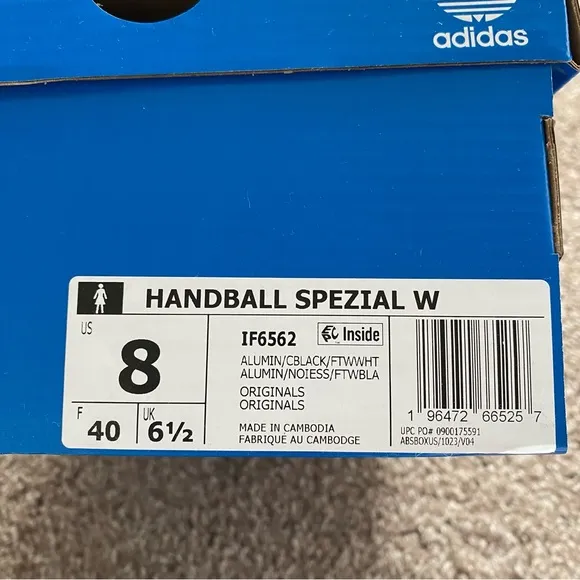 adidas
HANDBALL SPEZIAL W
US
8
F
40
UK
6½
IF6562
Inside
ALUMIN/CBLACK/FTWWHT
ALUMIN/NOIESS/FTWBLA
ORIGINALS
ORIGINALS
MADE IN CAMBODIA
FABRIQUÉ AU CAMBODGE
1 96472 66525 7
UPC PO# 0900175591
ABSBOXUS/1023/V04